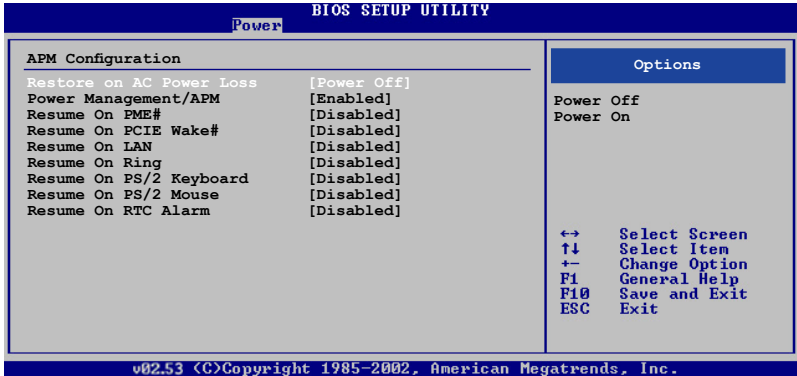 BIOS SETUP UTILITY
Power
APM Configuration
Restore on AC Power Loss [Power Off]
Power Management/APM [Enabled]
Resume On PME# [Disabled]
Resume On PCIE Wake# [Disabled]
Resume On LAN [Disabled]
Resume On Ring [Disabled]
Resume On PS/2 Keyboard [Disabled]
Resume On PS/2 Mouse [Disabled]
Resume On RTC Alarm [Disabled]
Options
Power Off
Power On
←→ Select Screen
↑↓ Select Item
+- Change Option
F1 General Help
F10 Save and Exit
ESC Exit
v02.53 (C)Copyright 1985-2002, American Megatrends, Inc.